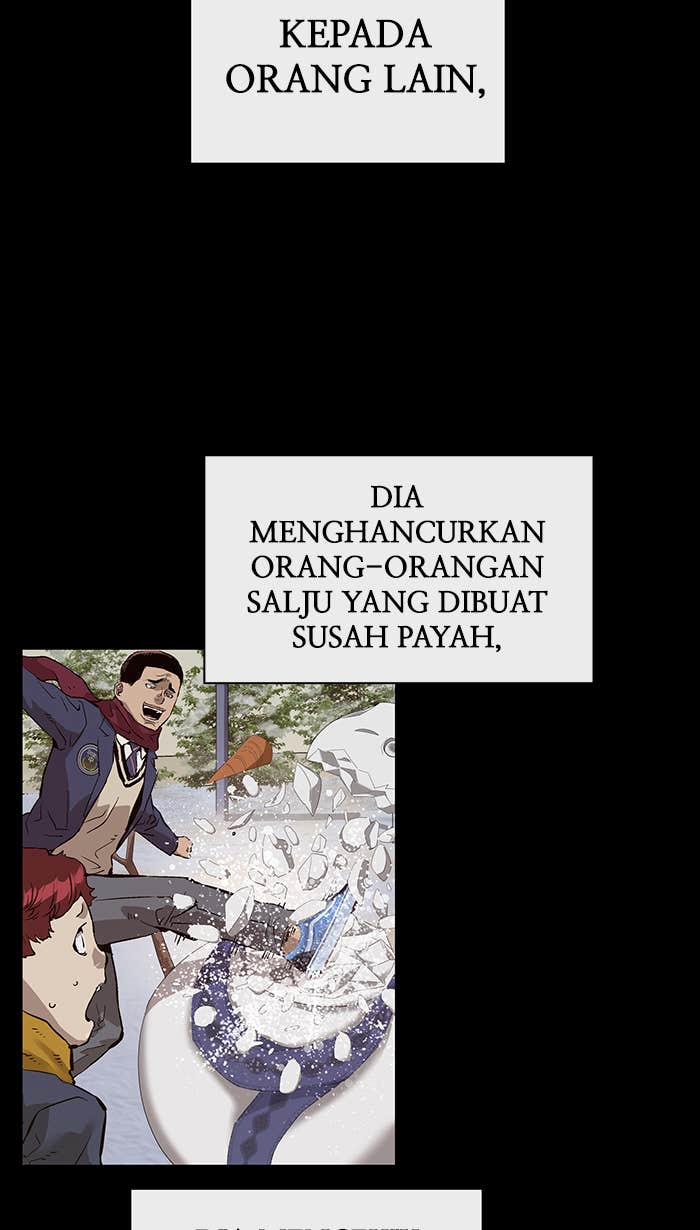 KEPADA
ORANG LAIN,
DIA
MENGHANCURKAN
ORANG-ORANGAN
SALJU YANG DIBUAT
SUSAH PAYAH,